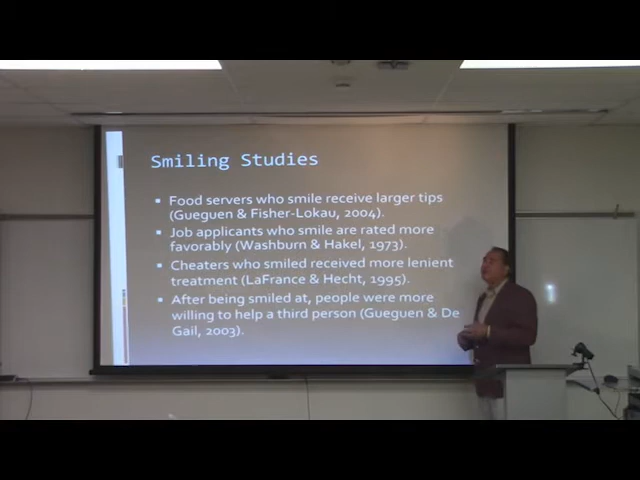 Smiling Studies
Food servers who smile receive larger tips
(Gueguen & Fisher-Lokau, 2004).
Job applicants who smile are rated more
favorably (Washburn & Hakel, 1973).
Cheaters who smiled received more lenient
treatment (LaFrance & Hecht, 1995).
After being smiled at, people were more
willing to help a third person (Gueguen & De
Gail, 2003).